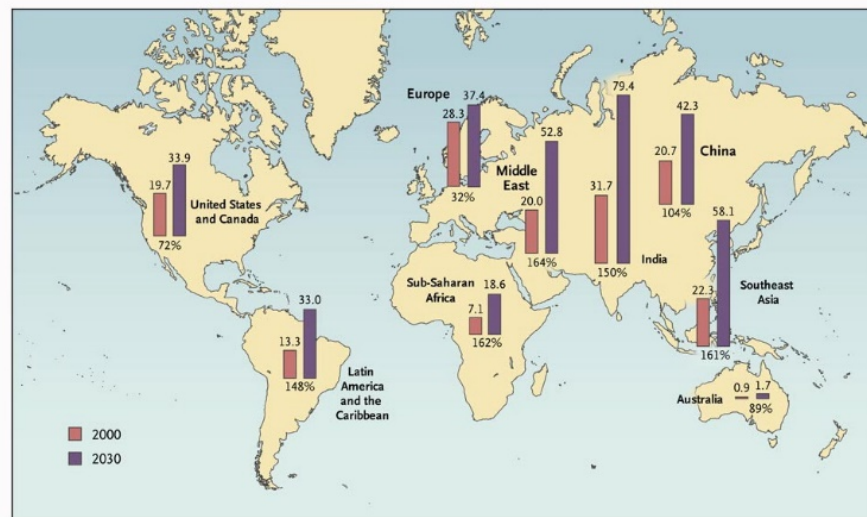 Europe
28.3
37.4
32%
Middle
East
20.0
52.8
164%
79.4
31.7
150%
India
20.7
42.3
China
104%
19.7
33.9
United States
and Canada
72%
Sub-Saharan
Africa
7.1
18.6
162%
58.1
22.3
Southeast
Asia
161%
13.3
33.0
148%
Latin
America
and the
Caribbean
Australia
0.9
1.7
89%
2000
2030